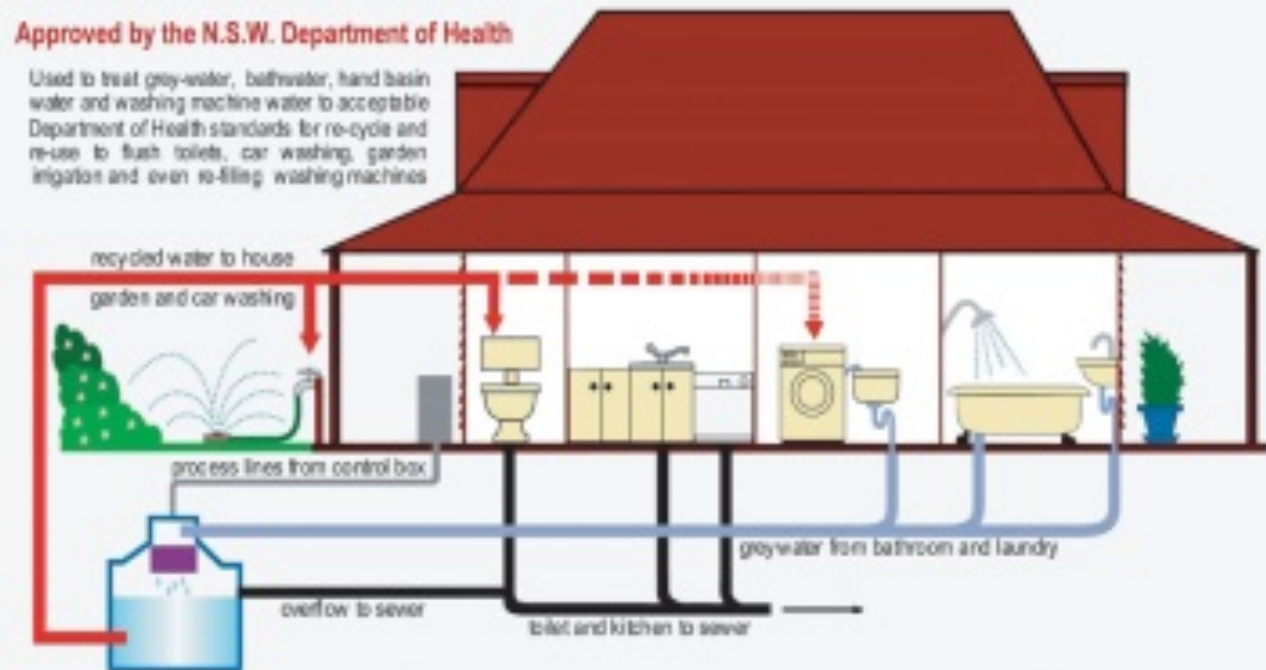 Approved by the N.S.W. Department of Health
Used to treat grey-water, bathwater, hand basin
water and washing machine water to acceptable
Department of Health standards for re-cycle and
re-use to flush toilets, car washing, garden
irrigation and even re-filling washing machines
recycled water to house
garden and car washing
process lines from control box
greywater from bathroom and laundry
overflow to sewer
toilet and kitchen to sewer